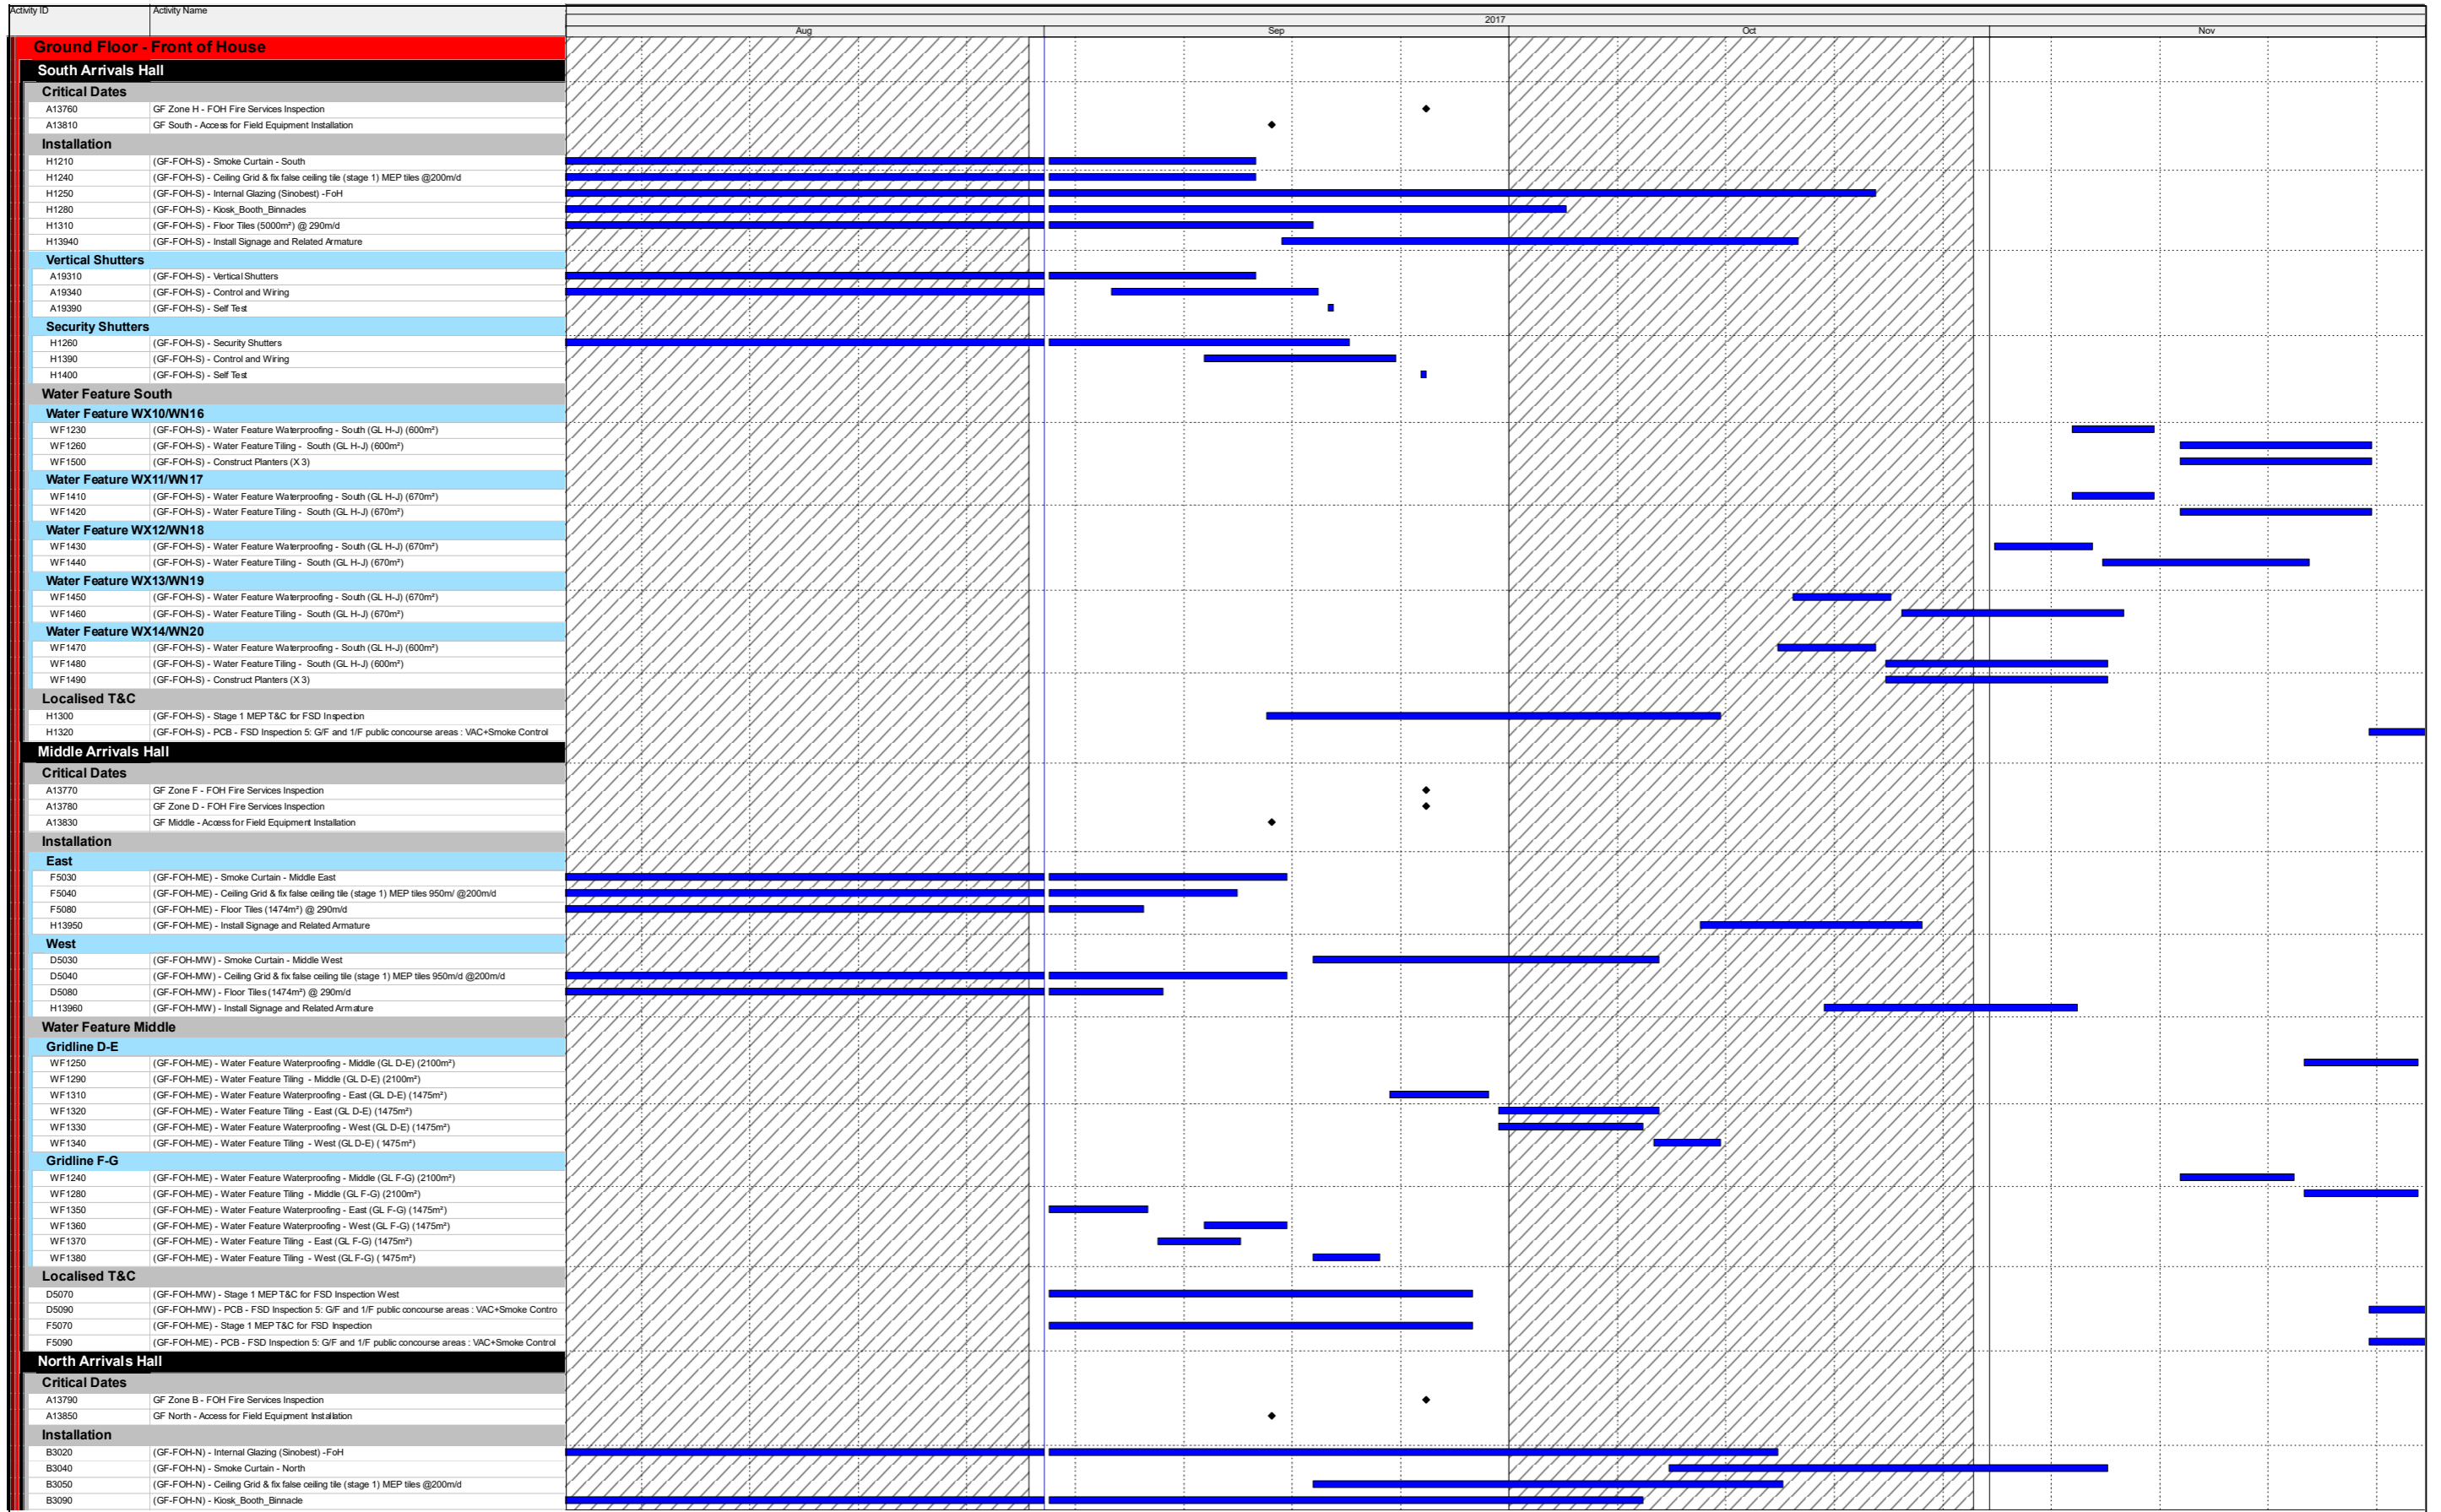 Activity ID Activity Name
2017
Aug Sep Oct Nov
Ground Floor - Front of House
South Arrivals Hall
Critical Dates
A13760 GF Zone H - FOH Fire Services Inspection
A13810 GF South - Access for Field Equipment Installation
Installation
H1210 (GF-FOH-S) - Smoke Curtain - South
H1240 (GF-FOH-S) - Ceiling Grid & fix false ceiling tile (stage 1) MEP tiles @200m/d
H1250 (GF-FOH-S) - Internal Glazing (Sinobest) -FoH
H1280 (GF-FOH-S) - Kiosk_Booth_Binnacles
H1310 (GF-FOH-S) - Floor Tiles (5000m²) @ 290m/d
H13940 (GF-FOH-S) - Install Signage and Related Armature
Vertical Shutters
A19310 (GF-FOH-S) - Vertical Shutters
A19340 (GF-FOH-S) - Control and Wiring
A19390 (GF-FOH-S) - Self Test
Security Shutters
H1260 (GF-FOH-S) - Security Shutters
H1390 (GF-FOH-S) - Control and Wiring
H1400 (GF-FOH-S) - Self Test
Water Feature South
Water Feature WX10/WN16
WF1230 (GF-FOH-S) - Water Feature Waterproofing - South (GL H-J) (600m²)
WF1260 (GF-FOH-S) - Water Feature Tiling - South (GL H-J) (600m²)
WF1500 (GF-FOH-S) - Construct Planters (X 3)
Water Feature WX11/WN17
WF1410 (GF-FOH-S) - Water Feature Waterproofing - South (GL H-J) (670m²)
WF1420 (GF-FOH-S) - Water Feature Tiling - South (GL H-J) (670m²)
Water Feature WX12/WN18
WF1430 (GF-FOH-S) - Water Feature Waterproofing - South (GL H-J) (670m²)
WF1440 (GF-FOH-S) - Water Feature Tiling - South (GL H-J) (670m²)
Water Feature WX13/WN19
WF1450 (GF-FOH-S) - Water Feature Waterproofing - South (GL H-J) (670m²)
WF1460 (GF-FOH-S) - Water Feature Tiling - South (GL H-J) (670m²)
Water Feature WX14/WN20
WF1470 (GF-FOH-S) - Water Feature Waterproofing - South (GL H-J) (600m²)
WF1480 (GF-FOH-S) - Water Feature Tiling - South (GL H-J) (600m²)
WF1490 (GF-FOH-S) - Construct Planters (X 3)
Localised T&C
H1300 (GF-FOH-S) - Stage 1 MEP T&C for FSD Inspection
H1320 (GF-FOH-S) - PCB - FSD Inspection 5: G/F and 1/F public concourse areas : VAC+Smoke Control
Middle Arrivals Hall
Critical Dates
A13770 GF Zone F - FOH Fire Services Inspection
A13780 GF Zone D - FOH Fire Services Inspection
A13830 GF Middle - Access for Field Equipment Installation
Installation
East
F5030 (GF-FOH-ME) - Smoke Curtain - Middle East
F5040 (GF-FOH-ME) - Ceiling Grid & fix false ceiling tile (stage 1) MEP tiles 950m/ @200m/d
F5080 (GF-FOH-ME) - Floor Tiles (1474m²) @ 290m/d
H13950 (GF-FOH-ME) - Install Signage and Related Armature
West
D5030 (GF-FOH-MW) - Smoke Curtain - Middle West
D5040 (GF-FOH-MW) - Ceiling Grid & fix false ceiling tile (stage 1) MEP tiles 950m/d @200m/d
D5080 (GF-FOH-MW) - Floor Tiles (1474m²) @ 290m/d
H13960 (GF-FOH-MW) - Install Signage and Related Armature
Water Feature Middle
Gridline D-E
WF1250 (GF-FOH-ME) - Water Feature Waterproofing - Middle (GL D-E) (2100m²)
WF1290 (GF-FOH-ME) - Water Feature Tiling - Middle (GL D-E) (2100m²)
WF1310 (GF-FOH-ME) - Water Feature Waterproofing - East (GL D-E) (1475m²)
WF1320 (GF-FOH-ME) - Water Feature Tiling - East (GL D-E) (1475m²)
WF1330 (GF-FOH-ME) - Water Feature Waterproofing - West (GL D-E) (1475m²)
WF1340 (GF-FOH-ME) - Water Feature Tiling - West (GL D-E) (1475m²)
Gridline F-G
WF1240 (GF-FOH-ME) - Water Feature Waterproofing - Middle (GL F-G) (2100m²)
WF1280 (GF-FOH-ME) - Water Feature Tiling - Middle (GL F-G) (2100m²)
WF1350 (GF-FOH-ME) - Water Feature Waterproofing - East (GL F-G) (1475m²)
WF1360 (GF-FOH-ME) - Water Feature Waterproofing - West (GL F-G) (1475m²)
WF1370 (GF-FOH-ME) - Water Feature Tiling - East (GL F-G) (1475m²)
WF1380 (GF-FOH-ME) - Water Feature Tiling - West (GL F-G) (1475m²)
Localised T&C
D5070 (GF-FOH-MW) - Stage 1 MEP T&C for FSD Inspection West
D5090 (GF-FOH-MW) - PCB - FSD Inspection 5: G/F and 1/F public concourse areas : VAC+Smoke Contro
F5070 (GF-FOH-ME) - Stage 1 MEP T&C for FSD Inspection
F5090 (GF-FOH-ME) - PCB - FSD Inspection 5: G/F and 1/F public concourse areas : VAC+Smoke Control
North Arrivals Hall
Critical Dates
A13790 GF Zone B - FOH Fire Services Inspection
A13850 GF North - Access for Field Equipment Installation
Installation
B3020 (GF-FOH-N) - Internal Glazing (Sinobest) -FoH
B3040 (GF-FOH-N) - Smoke Curtain - North
B3050 (GF-FOH-N) - Ceiling Grid & fix false ceiling tile (stage 1) MEP tiles @200m/d
B3090 (GF-FOH-N) - Kiosk_Booth_Binnacle